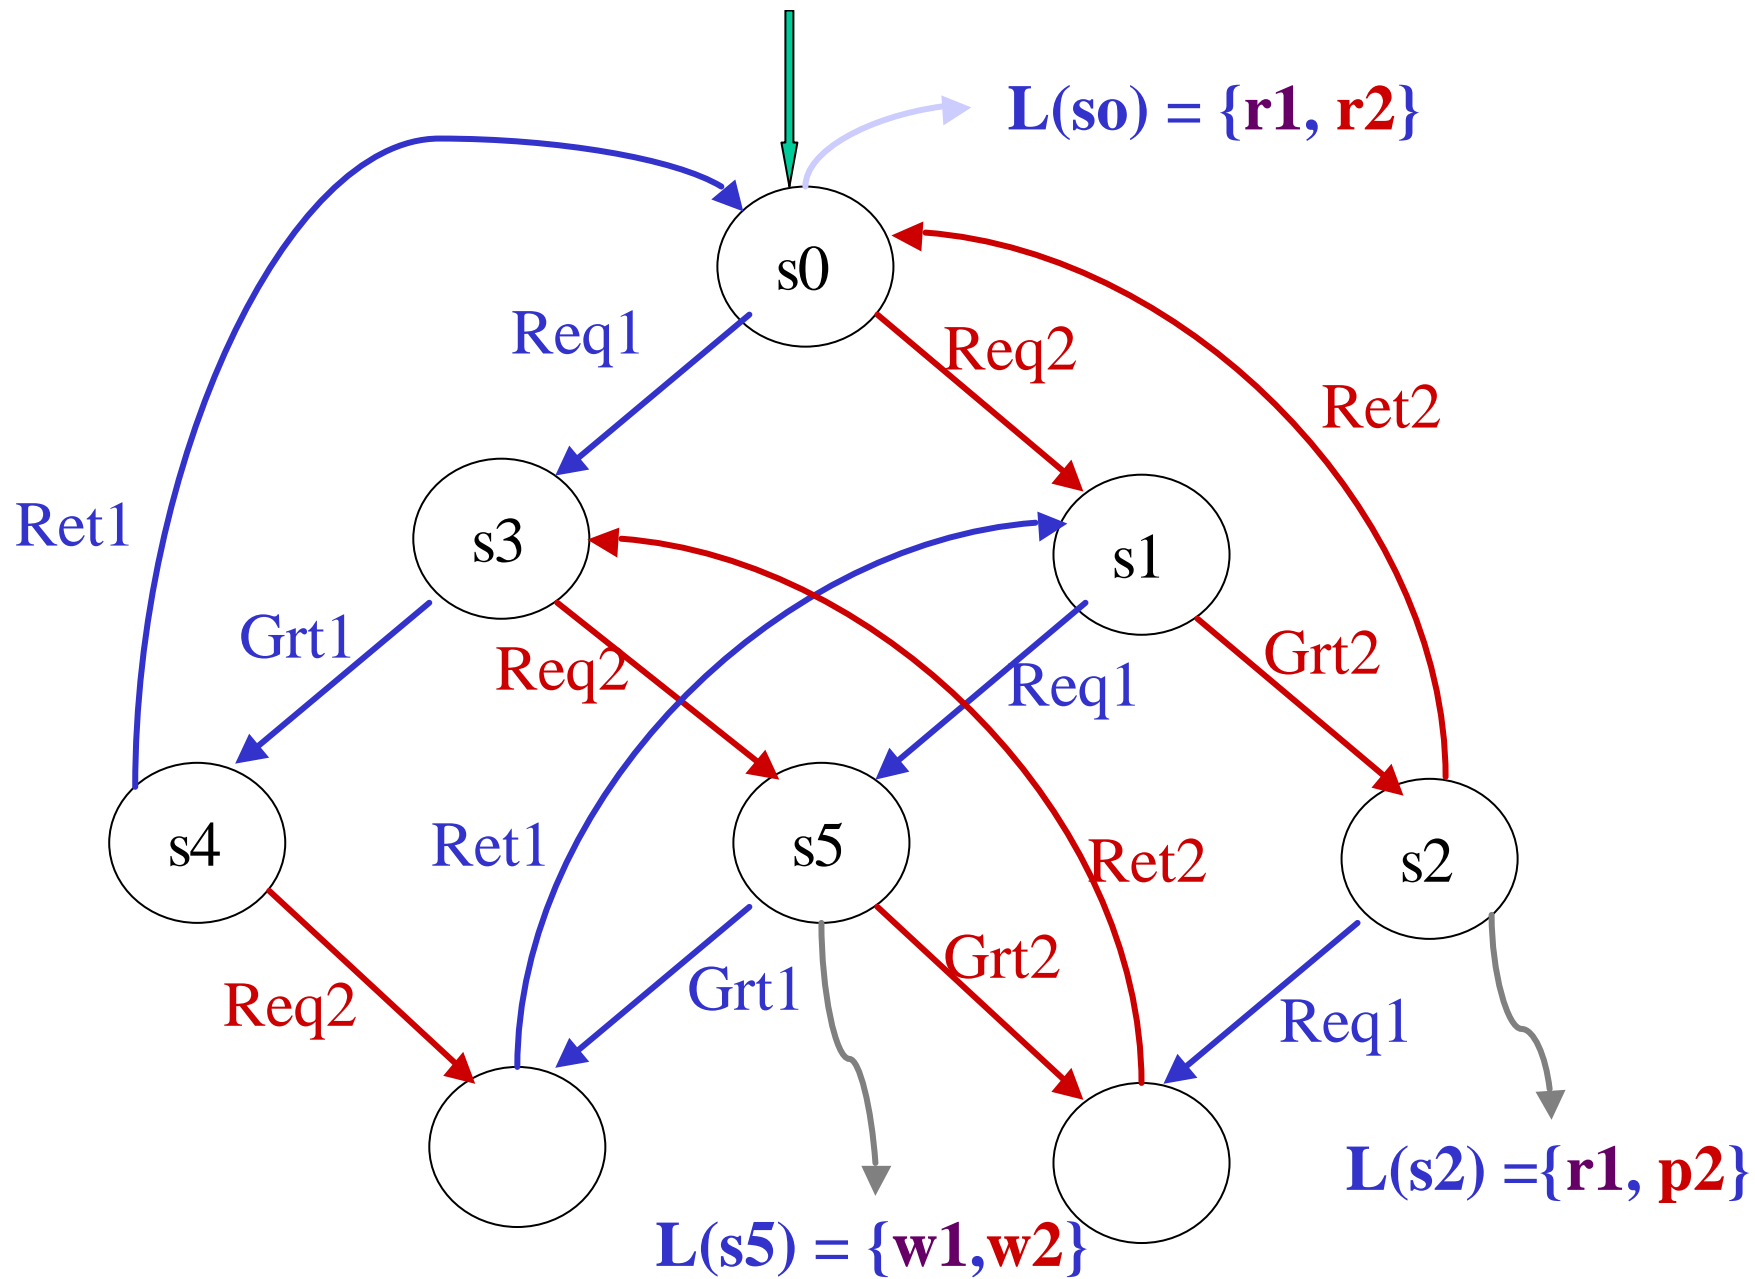 L(so) = {r1, r2}
s0
Req1
Req2
Ret2
Ret1
s3
s1
Grt1
Req2
Req1
Grt2
s4
Ret1
s5
Ret2
s2
Req2
Grt1
Grt2
Req1
L(s2) ={r1, p2}
L(s5) = {w1,w2}